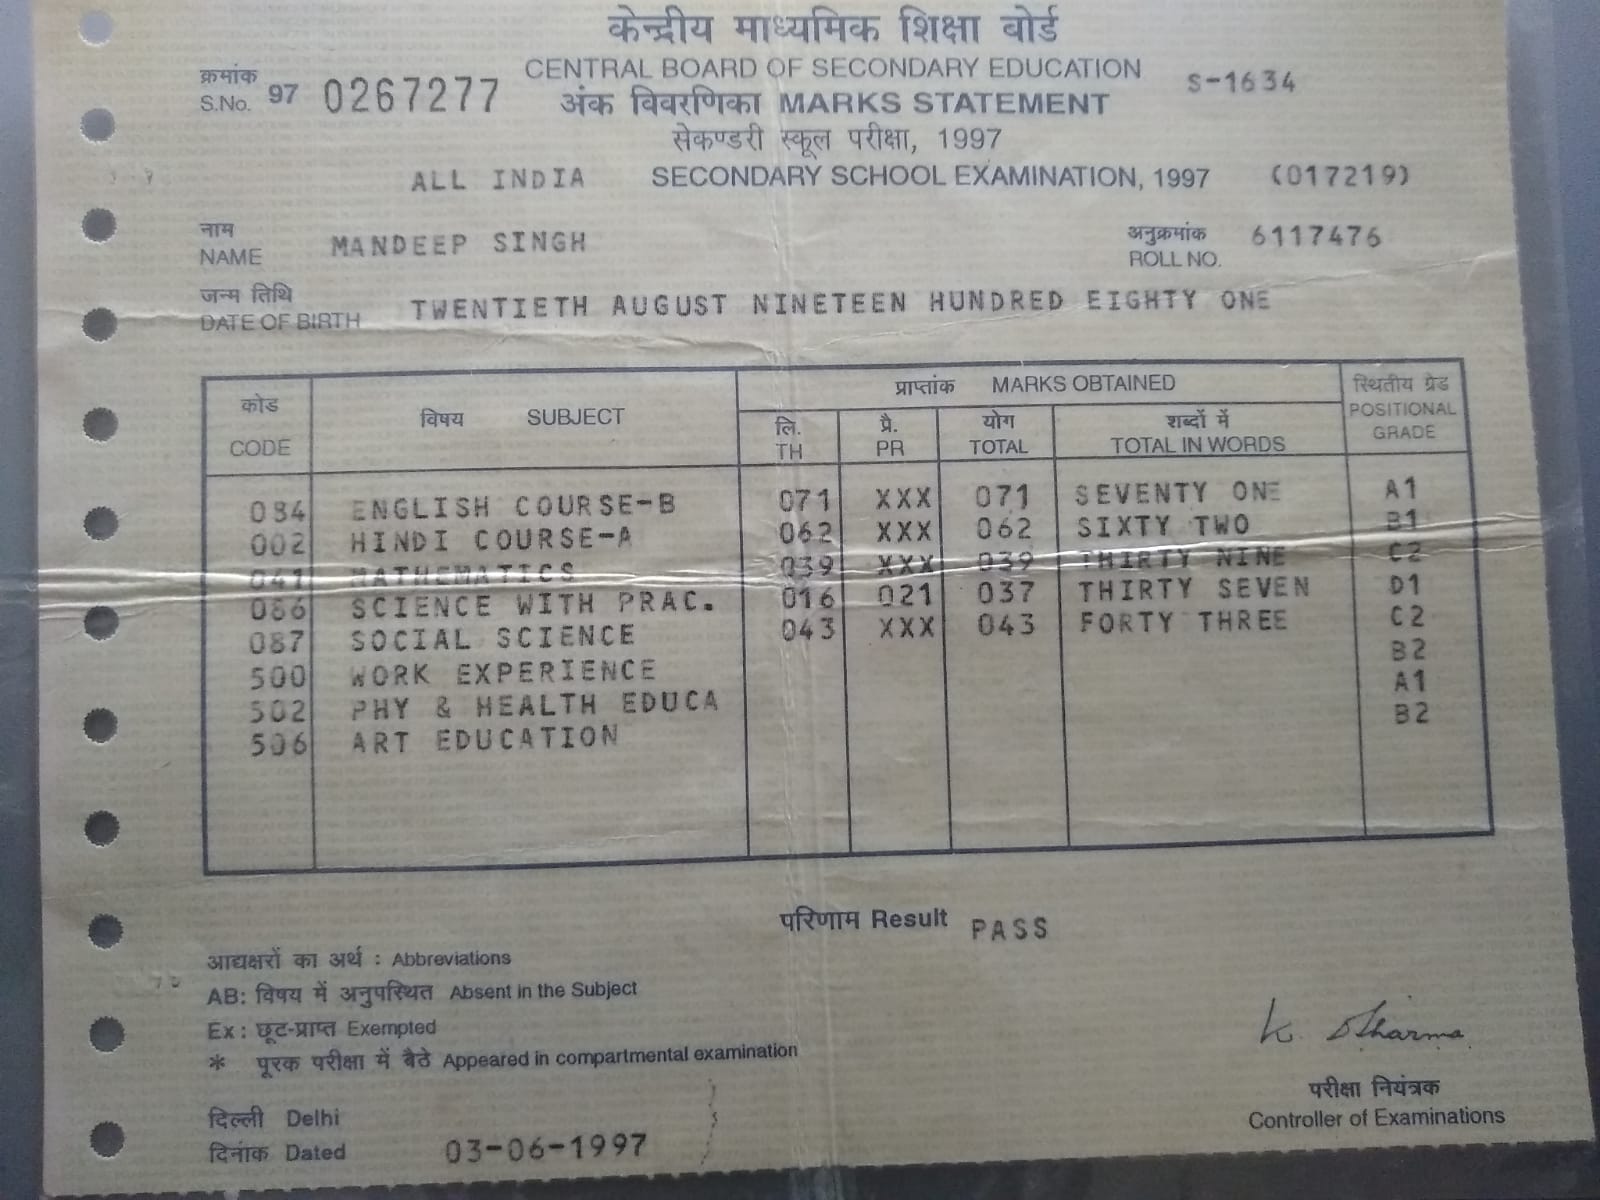 केन्द्रीय माध्यमिक शिक्षा बोर्ड
CENTRAL BOARD OF SECONDARY EDUCATION
क्रमांक S.No. 97 0267277
अंक विवरणिका MARKS STATEMENT S-1634
सेकण्डरी स्कूल परीक्षा, 1997
ALL INDIA SECONDARY SCHOOL EXAMINATION, 1997 (017219)
नाम NAME MANDEEP SINGH
अनुक्रमांक ROLL NO. 6117476
जन्म तिथि DATE OF BIRTH TWENTIETH AUGUST NINETEEN HUNDRED EIGHTY ONE
कोड CODE विषय SUBJECT प्राप्तांक MARKS OBTAINED स्थितीय ग्रेड POSITIONAL GRADE
लि. TH प्रै. PR योग TOTAL शब्दों में TOTAL IN WORDS
084 ENGLISH COURSE-B 071 XXX 071 SEVENTY ONE A1
002 HINDI COURSE-A 062 XXX 062 SIXTY TWO B1
041 MATHEMATICS 039 XXX 039 THIRTY NINE C2
086 SCIENCE WITH PRAC. 016 021 037 THIRTY SEVEN D1
087 SOCIAL SCIENCE 043 XXX 043 FORTY THREE C2
500 WORK EXPERIENCE B2
502 PHY & HEALTH EDUCA A1
506 ART EDUCATION B2
परिणाम Result PASS
आद्यक्षरों का अर्थ : Abbreviations
AB: विषय में अनुपस्थित Absent in the Subject
Ex : छूट-प्राप्त Exempted
* पूरक परीक्षा में बैठे Appeared in compartmental examination
K. Sharma
परीक्षा नियंत्रक
Controller of Examinations
दिल्ली Delhi
दिनांक Dated 03-06-1997